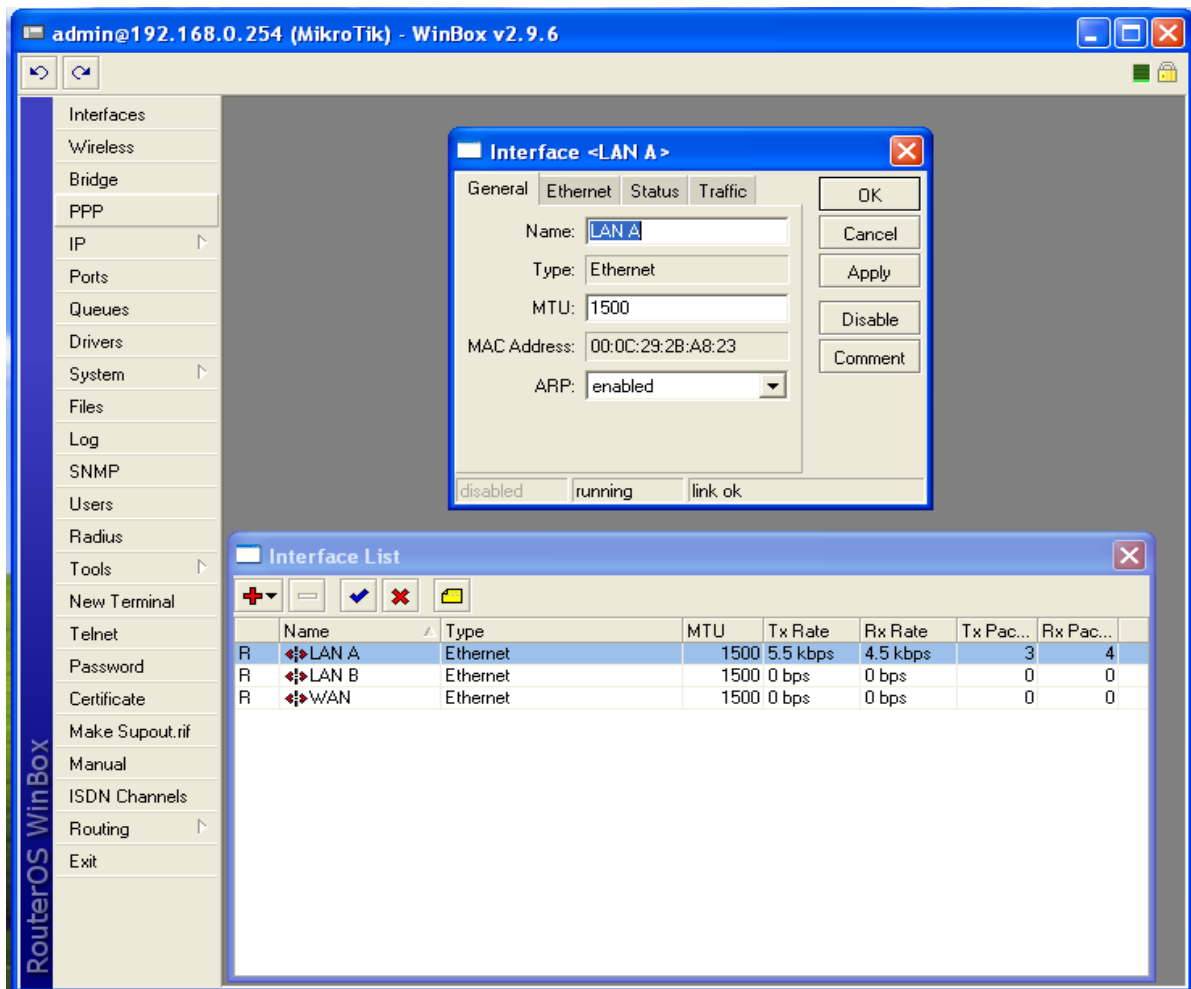 admin@192.168.0.254 (MikroTik) - WinBox v2.9.6
Interfaces
Wireless
Bridge
PPP
IP
Ports
Queues
Drivers
System
Files
Log
SNMP
Users
Radius
Tools
New Terminal
Telnet
Password
Certificate
Make Supout.rif
Manual
ISDN Channels
Routing
Exit
RouterOS WinBox
Interface <LAN A>
General Ethernet Status Traffic
Name: LAN A
Type: Ethernet
MTU: 1500
MAC Address: 00:0C:29:2B:A8:23
ARP: enabled
OK
Cancel
Apply
Disable
Comment
disabled running link ok
Interface List
Name Type MTU Tx Rate Rx Rate Tx Pac... Rx Pac...
R LAN A Ethernet 1500 5.5 kbps 4.5 kbps 3 4
R LAN B Ethernet 1500 0 bps 0 bps 0 0
R WAN Ethernet 1500 0 bps 0 bps 0 0